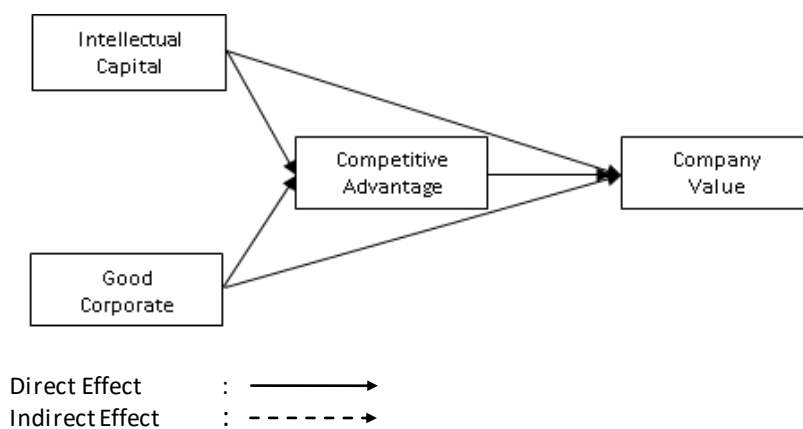 Intellectual
Capital
Competitive
Advantage
Company
Value
Good
Corporate
Direct Effect :
Indirect Effect :